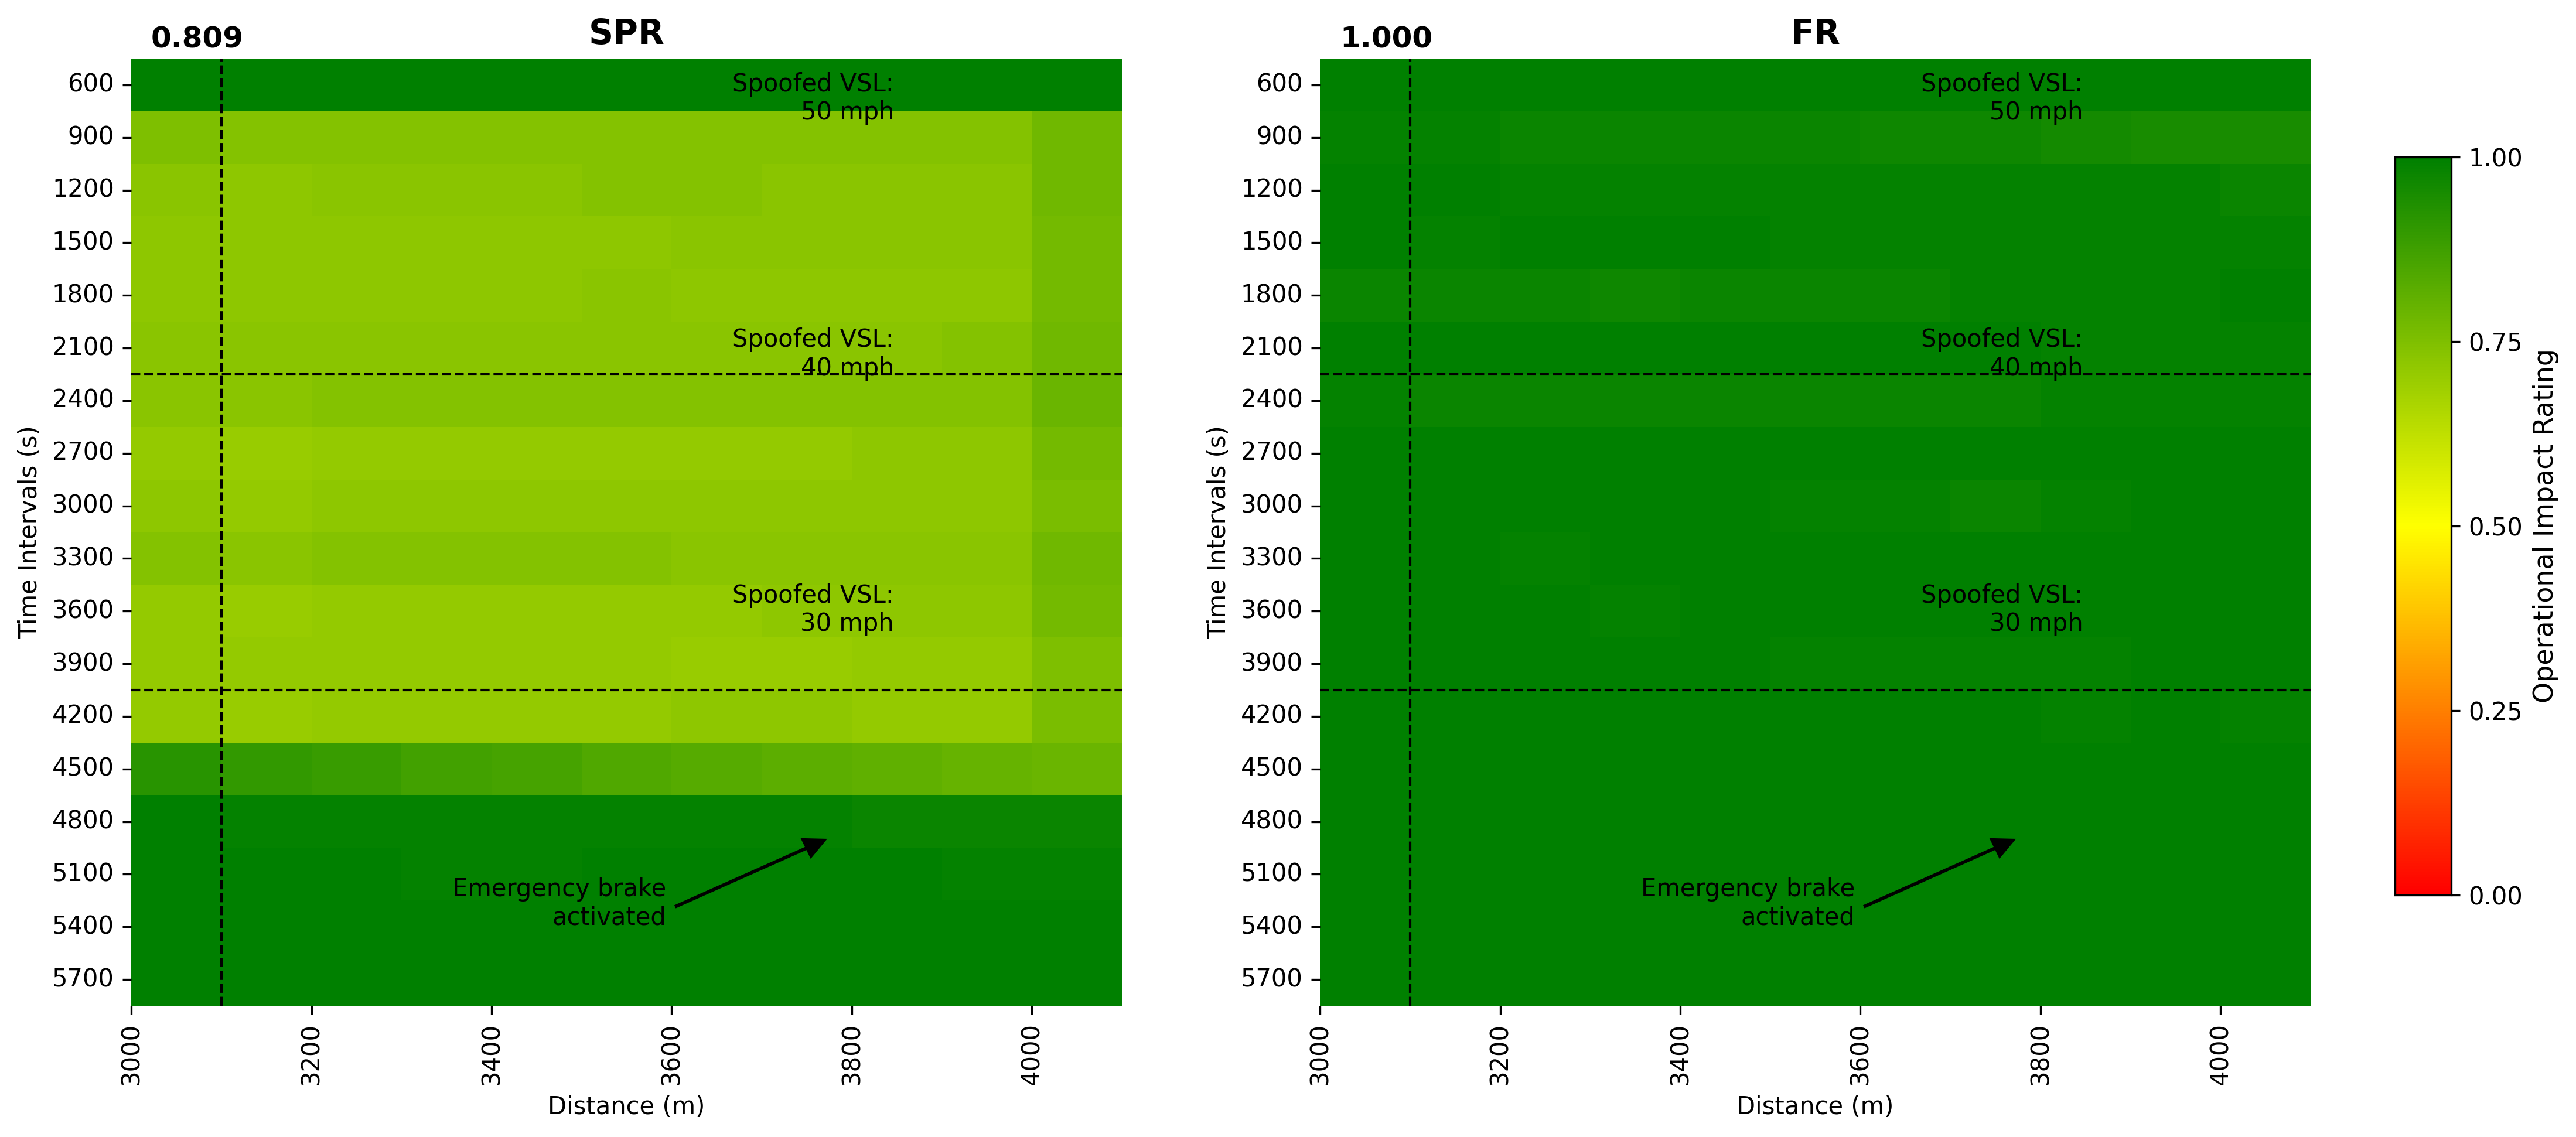 SPR
0.809
Spoofed VSL:
50 mph
Spoofed VSL:
40 mph
Spoofed VSL:
30 mph
Emergency brake
activated
600
900
1200
1500
1800
2100
2400
2700
3000
3300
3600
3900
4200
4500
4800
5100
5400
5700
Time Intervals (s)
3000
3200
3400
3600
3800
4000
Distance (m)
FR
1.000
Spoofed VSL:
50 mph
Spoofed VSL:
40 mph
Spoofed VSL:
30 mph
Emergency brake
activated
600
900
1200
1500
1800
2100
2400
2700
3000
3300
3600
3900
4200
4500
4800
5100
5400
5700
Time Intervals (s)
3000
3200
3400
3600
3800
4000
Distance (m)
1.00
0.75
0.50
0.25
0.00
Operational Impact Rating